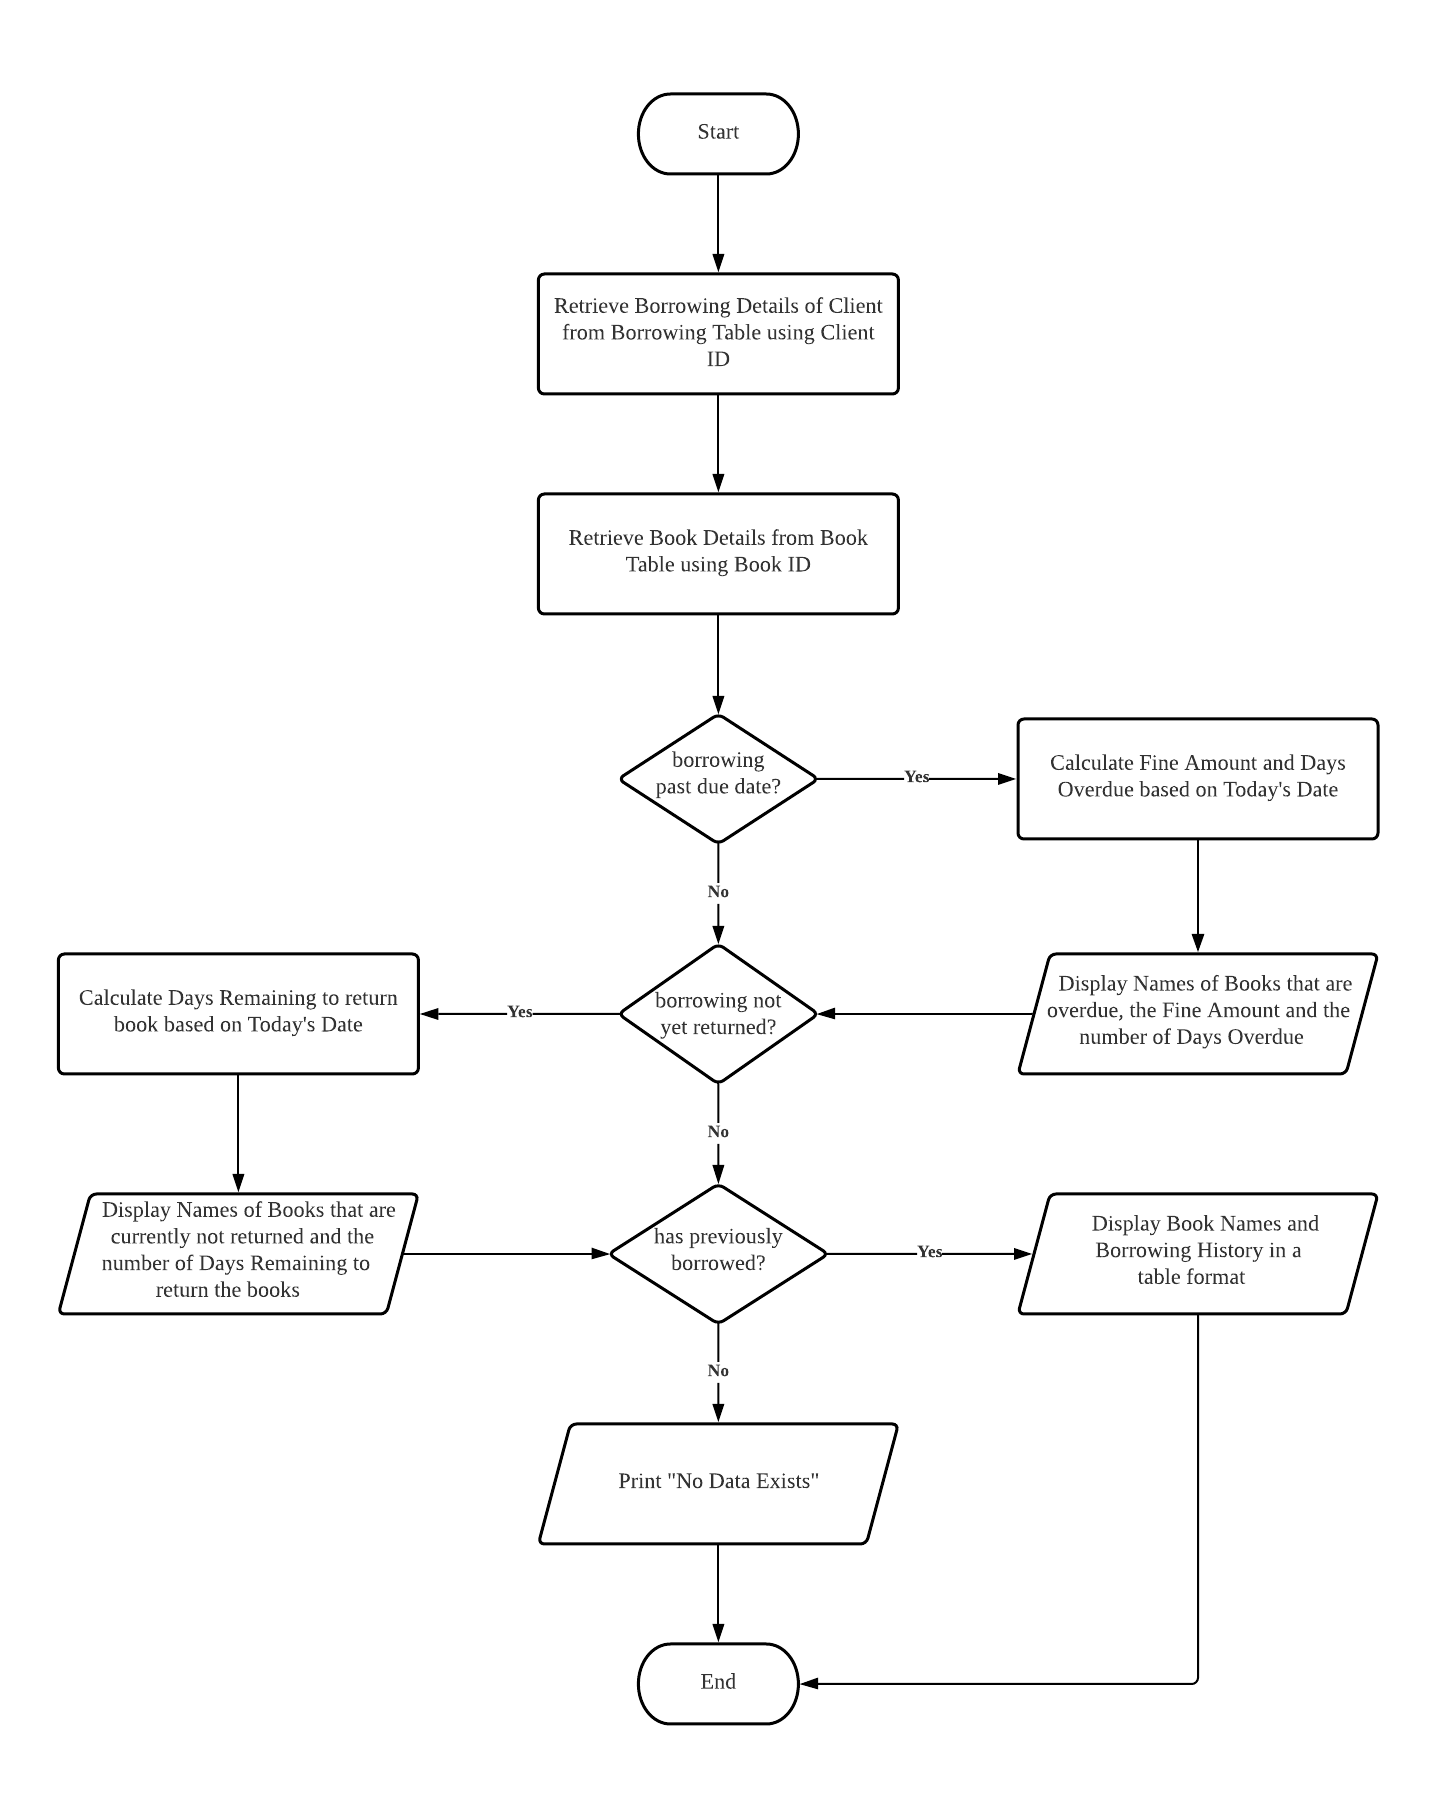 Start
Retrieve Borrowing Details of Client
from Borrowing Table using Client
ID
Retrieve Book Details from Book
Table using Book ID
borrowing
past due date?
Yes
Calculate Fine Amount and Days
Overdue based on Today's Date
No
Display Names of Books that are
overdue, the Fine Amount and the
number of Days Overdue
borrowing not
yet returned?
Yes
Calculate Days Remaining to return
book based on Today's Date
No
Display Names of Books that are
currently not returned and the
number of Days Remaining to
return the books
has previously
borrowed?
Yes
Display Book Names and
Borrowing History in a
table format
No
Print "No Data Exists"
End